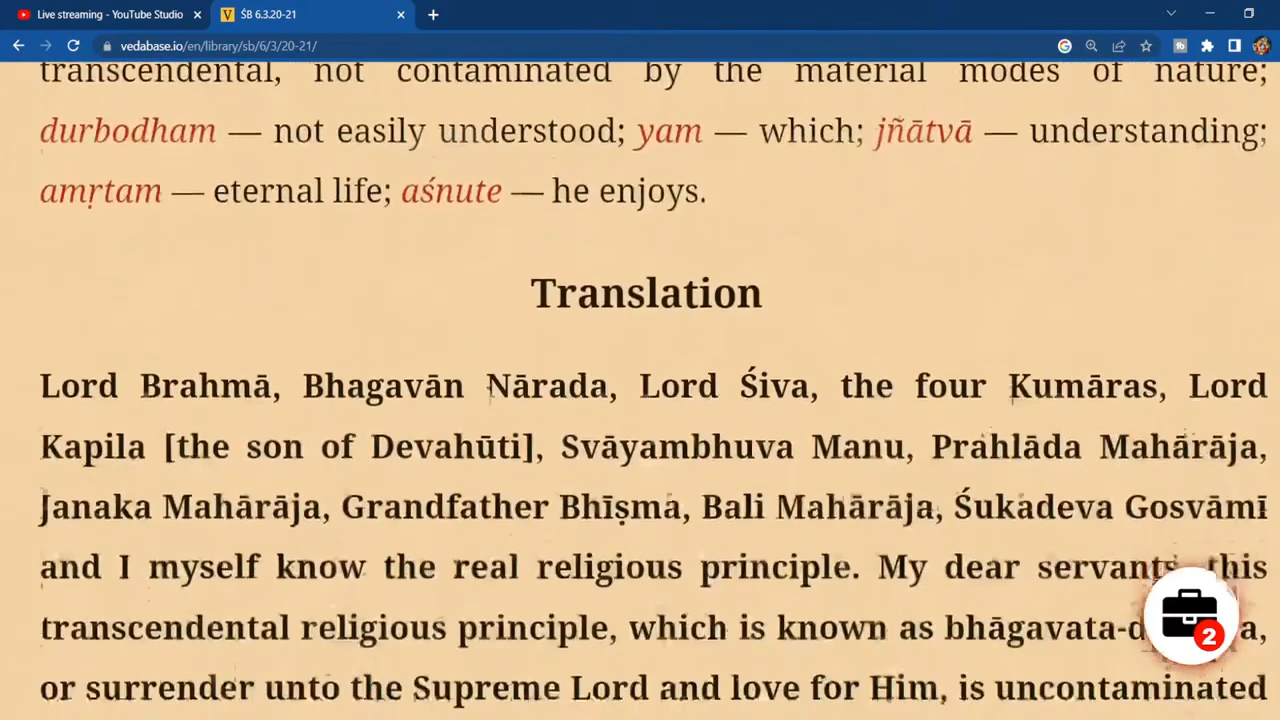 Live streaming - YouTube Studio
ŚB 6.3.20-21
vedabase.io/en/library/sb/6/3/20-21/
transcendental, not contaminated by the material modes of nature;
durbodham — not easily understood; yam — which; jñātvā — understanding;
amṛtam — eternal life; aśnute — he enjoys.
Translation
Lord Brahmā, Bhagavān Nārada, Lord Śiva, the four Kumāras, Lord
Kapila [the son of Devahūti], Svāyambhuva Manu, Prahlāda Mahārāja,
Janaka Mahārāja, Grandfather Bhīṣma, Bali Mahārāja, Śukadeva Gosvāmī
and I myself know the real religious principle. My dear servants, this
transcendental religious principle, which is known as
or surrender unto the Supreme Lord and love for Him, is uncontaminated
2